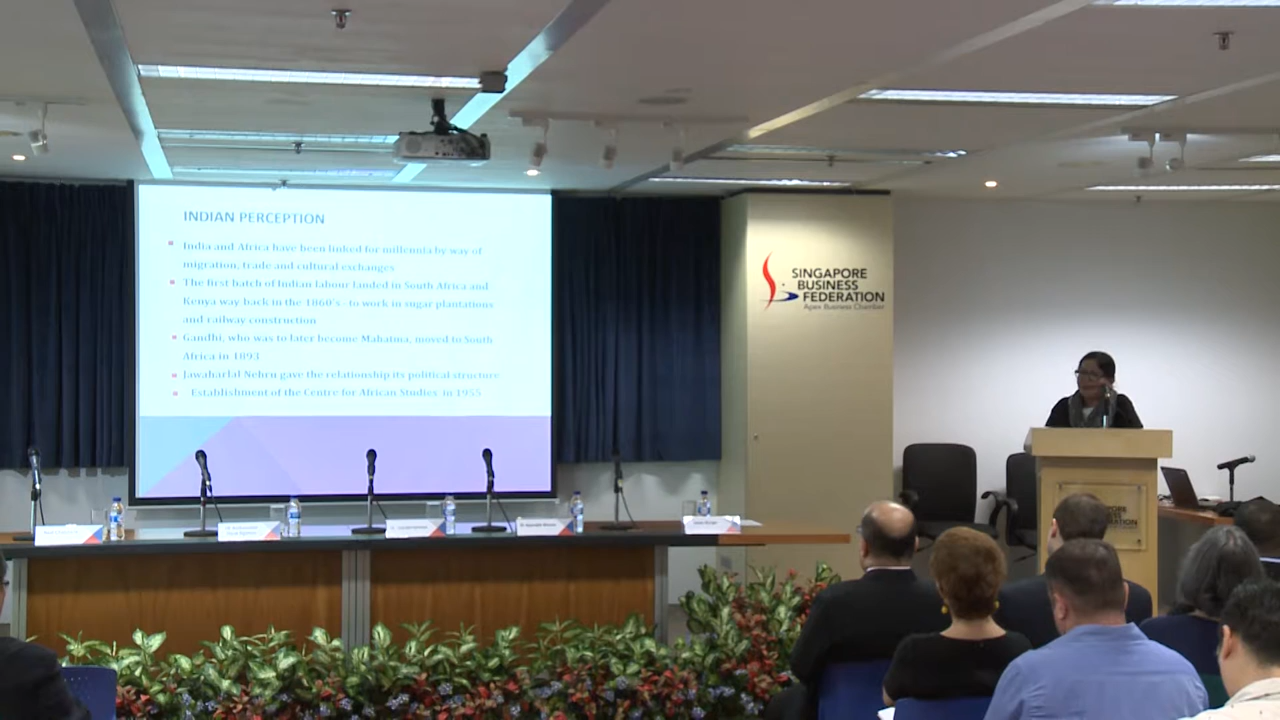 INDIAN PERCEPTION
India and Africa have been linked for millennia by way of
migration, trade and cultural exchanges
The first batch of Indian labour landed in South Africa and
Kenya way back in the 1860's -to work in sugar plantations
and railway construction
Gandhi, who was to later become Mahatma, moved to South
Africa in 1893
Jawaharlal Nehru gave the relationship its political structure
Establishment of the Centre for African Studies in 1955
SINGAPORE
BUSINESS
FEDERATION
Apex Business Chamber
FEDERATION